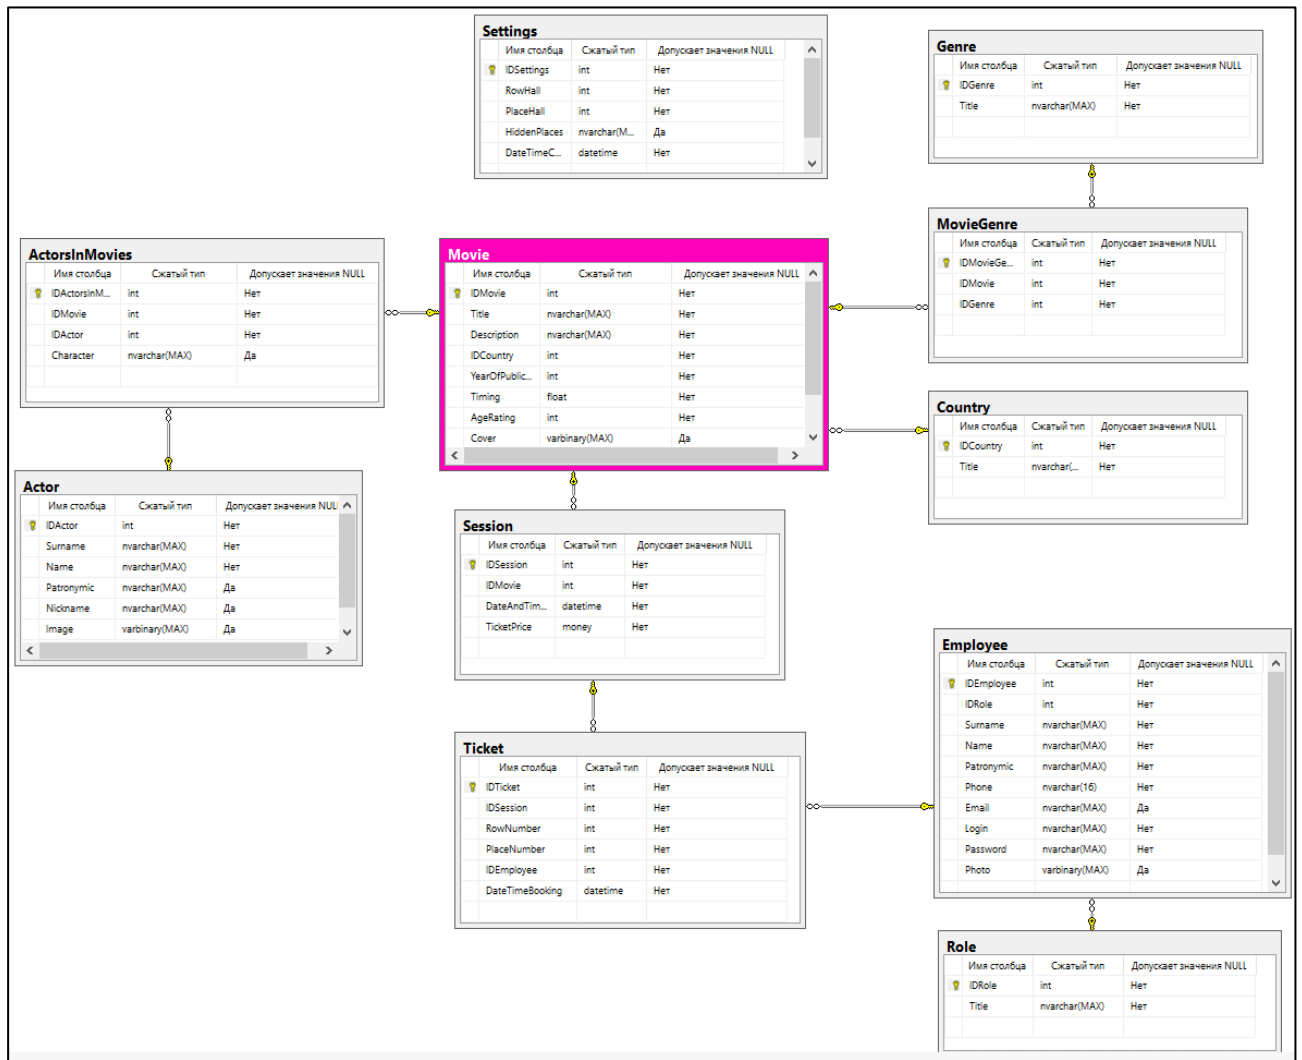 Settings
Имя столбца Сжатый тип Допускает значения NULL
IDSettings int Нет
RowHall int Нет
PlaceHall int Нет
HiddenPlaces nvarchar(M... Да
DateTimeC... datetime Нет
Genre
Имя столбца Сжатый тип Допускает значения NULL
IDGenre int Нет
Title nvarchar(MAX) Нет
MovieGenre
Имя столбца Сжатый тип Допускает значения NULL
IDMovieGe... int Нет
IDMovie int Нет
IDGenre int Нет
ActorsInMovies
Имя столбца Сжатый тип Допускает значения NULL
IDActorsInM... int Нет
IDMovie int Нет
IDActor int Нет
Character nvarchar(MAX) Да
Movie
Имя столбца Сжатый тип Допускает значения NULL
IDMovie int Нет
Title nvarchar(MAX) Нет
Description nvarchar(MAX) Нет
IDCountry int Нет
YearOfPublic... int Нет
Timing float Нет
AgeRating int Нет
Cover varbinary(MAX) Да
Country
Имя столбца Сжатый тип Допускает значения NULL
IDCountry int Нет
Title nvarchar(... Нет
Actor
Имя столбца Сжатый тип Допускает значения NULL
IDActor int Нет
Surname nvarchar(MAX) Нет
Name nvarchar(MAX) Нет
Patronymic nvarchar(MAX) Да
Nickname nvarchar(MAX) Да
Image varbinary(MAX) Да
Session
Имя столбца Сжатый тип Допускает значения NULL
IDSession int Нет
IDMovie int Нет
DateAndTim... datetime Нет
TicketPrice money Нет
Employee
Имя столбца Сжатый тип Допускает значения NULL
IDEmployee int Нет
IDRole int Нет
Surname nvarchar(MAX) Нет
Name nvarchar(MAX) Нет
Patronymic nvarchar(MAX) Нет
Phone nvarchar(16) Нет
Email nvarchar(MAX) Да
Login nvarchar(MAX) Нет
Password nvarchar(MAX) Нет
Photo varbinary(MAX) Да
Ticket
Имя столбца Сжатый тип Допускает значения NULL
IDTicket int Нет
IDSession int Нет
RowNumber int Нет
PlaceNumber int Нет
IDEmployee int Нет
DateTimeBooking datetime Нет
Role
Имя столбца Сжатый тип Допускает значения NULL
IDRole int Нет
Title nvarchar(MAX) Нет